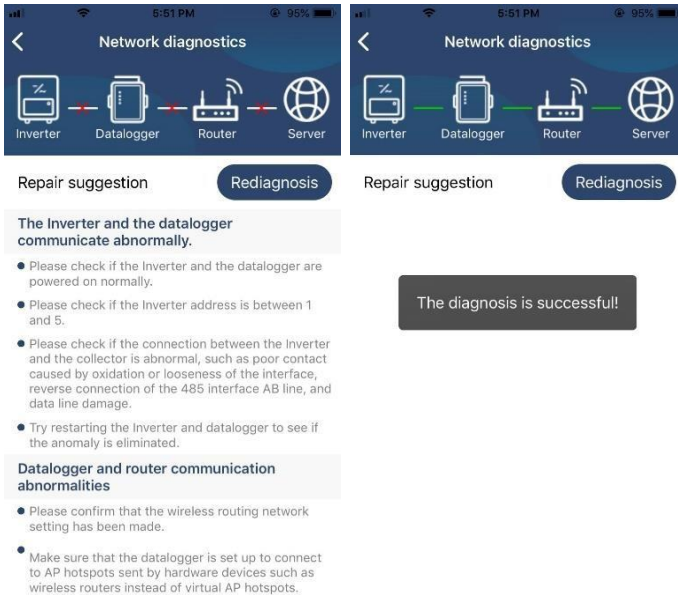 5:51 PM
95%
Network diagnostics
Inverter
Datalogger
Router
Server
Repair suggestion
Rediagnosis
The Inverter and the datalogger
communicate abnormally.
Please check if the Inverter and the datalogger are
powered on normally.
Please check if the Inverter address is between 1
and 5.
Please check if the connection between the Inverter
and the collector is abnormal, such as poor contact
caused by oxidation or looseness of the interface,
reverse connection of the 485 interface AB line, and
data line damage.
Try restarting the Inverter and datalogger to see if
the anomaly is eliminated.
Datalogger and router communication
abnormalities
Please confirm that the wireless routing network
setting has been made.
Make sure that the datalogger is set up to connect
to AP hotspots sent by hardware devices such as
wireless routers instead of virtual AP hotspots.
5:51 PM
95%
Network diagnostics
Inverter
Datalogger
Router
Server
Repair suggestion
Rediagnosis
The diagnosis is successful!